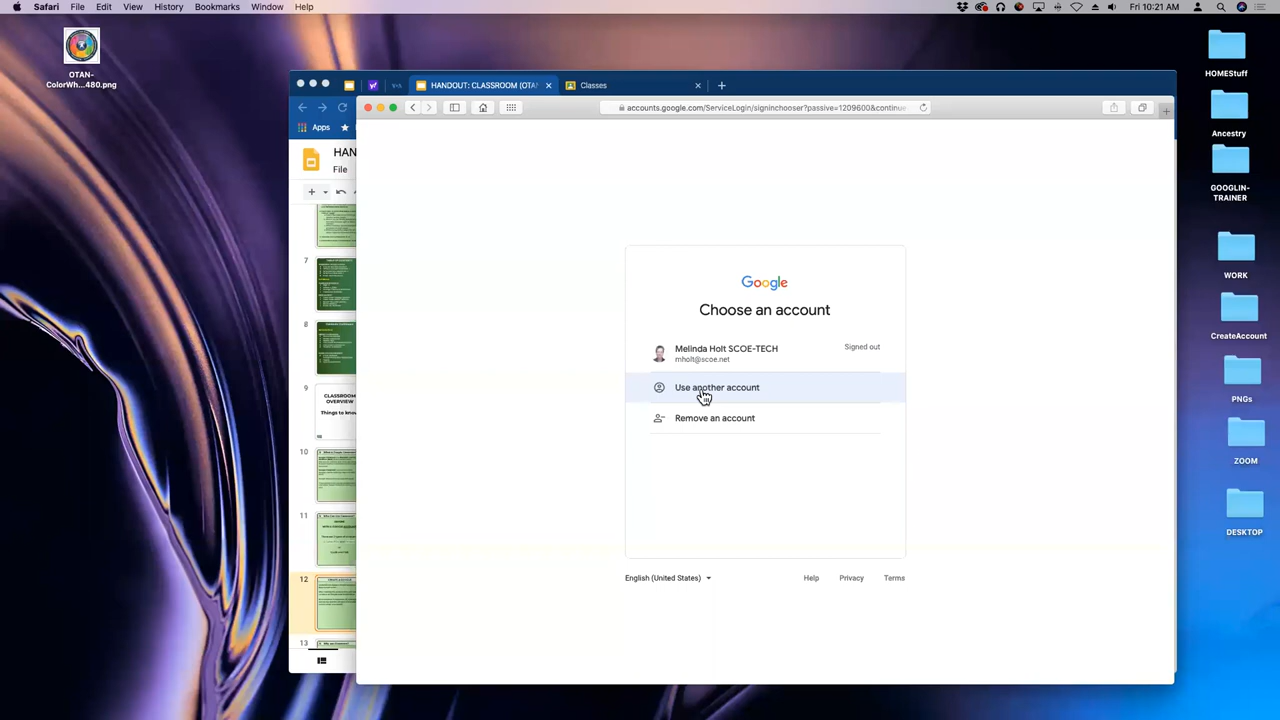 Safari File Edit View History Bookmarks Window Help
Fri 10:21 AM
OTAN-
ColorWh...480.png
HOMEStuff
Ancestry
GOOGLIN-
TRAINER
WORK
CreateAccount
PNGs
ZOOM
DESKTOP
HANDOUT: CLASSROOM (OTA
Classes
accounts.google.com/ServiceLogin/signinchooser?passive=1209600&continue
Apps
HAN
File
7
8
9
CLASSROOM
OVERVIEW
Things to know
10
11
12
13
Google
Choose an account
Melinda Holt SCOE-TECH
Signed out
mholt@scoe.net
Use another account
Remove an account
English (United States)
Help
Privacy
Terms